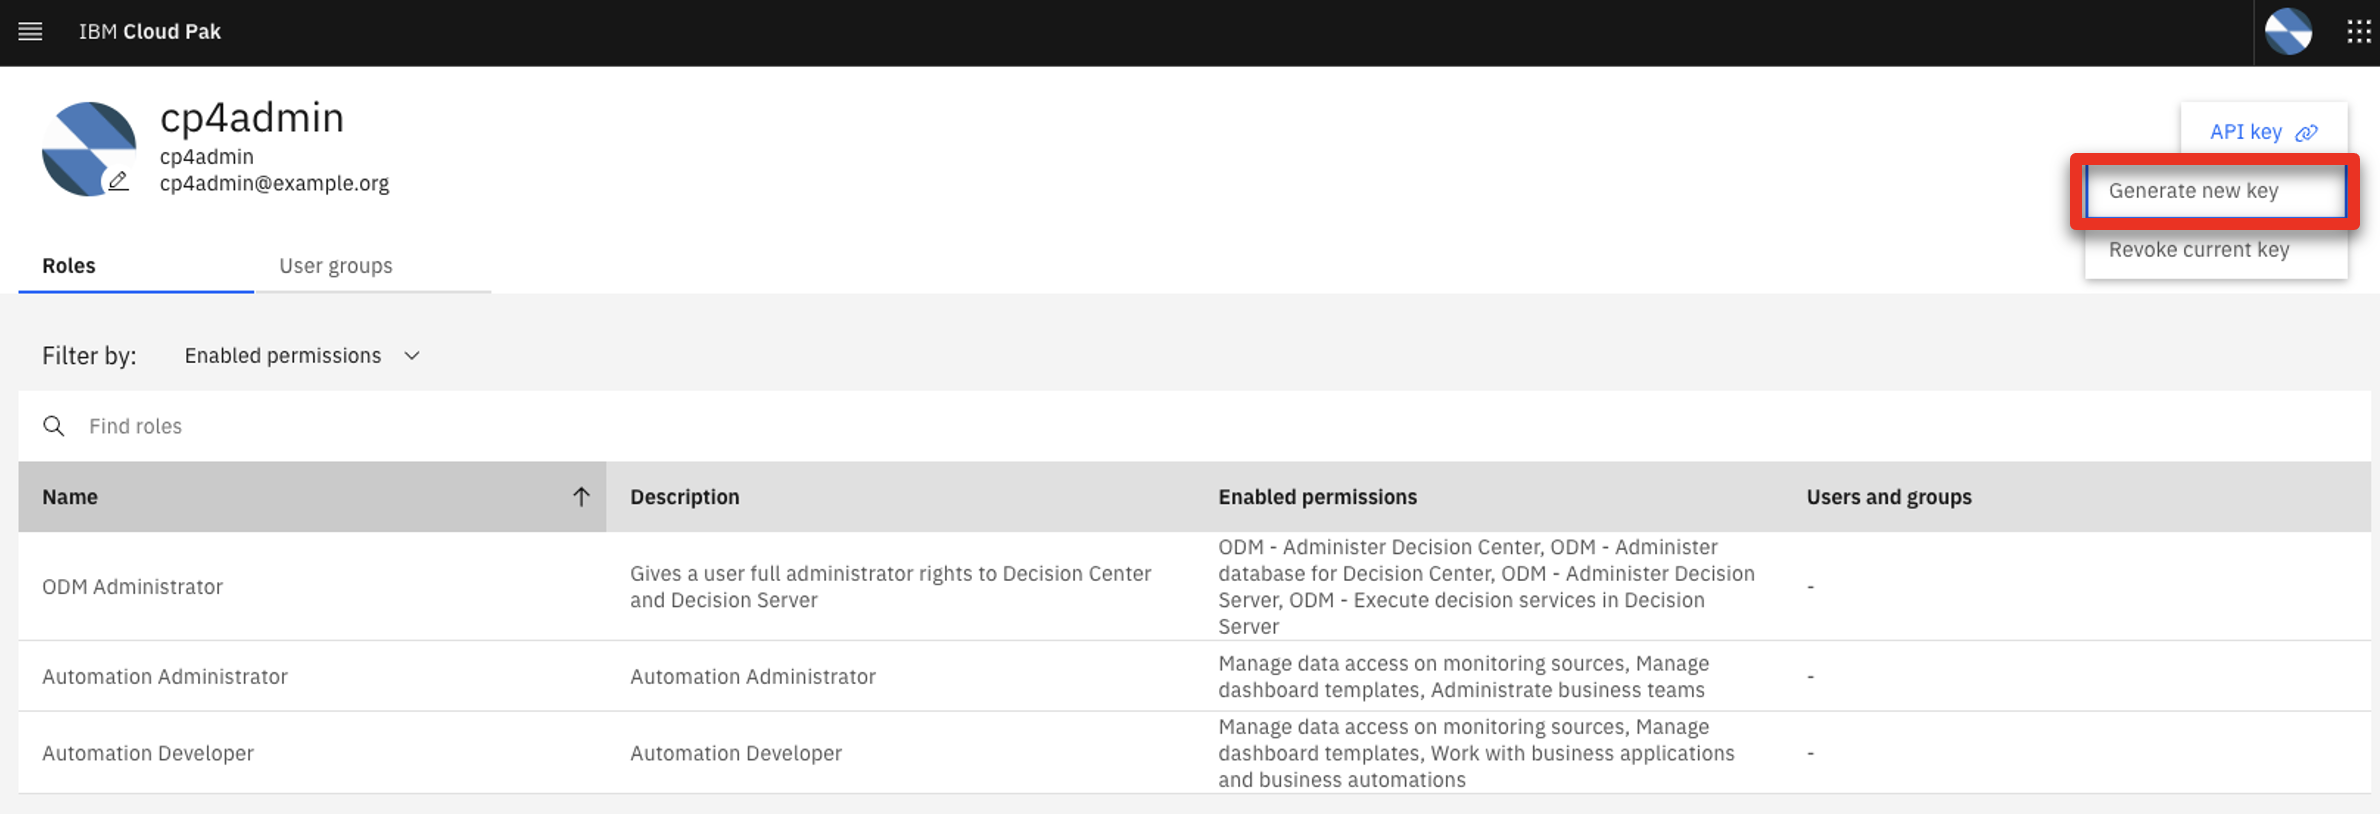 IBM Cloud Pak
cp4admin
cp4admin
cp4admin@example.org
API key
Generate new key
Revoke current key
Roles
User groups
Filter by:
Enabled permissions
Find roles
Name
Description
Enabled permissions
Users and groups
ODM Administrator
Gives a user full administrator rights to Decision Center
and Decision Server
ODM - Administer Decision Center, ODM - Administer
database for Decision Center, ODM - Administer Decision
Server, ODM - Execute decision services in Decision
Server
-
Automation Administrator
Automation Administrator
Manage data access on monitoring sources, Manage
dashboard templates, Administrate business teams
-
Automation Developer
Automation Developer
Manage data access on monitoring sources, Manage
dashboard templates, Work with business applications
and business automations
-